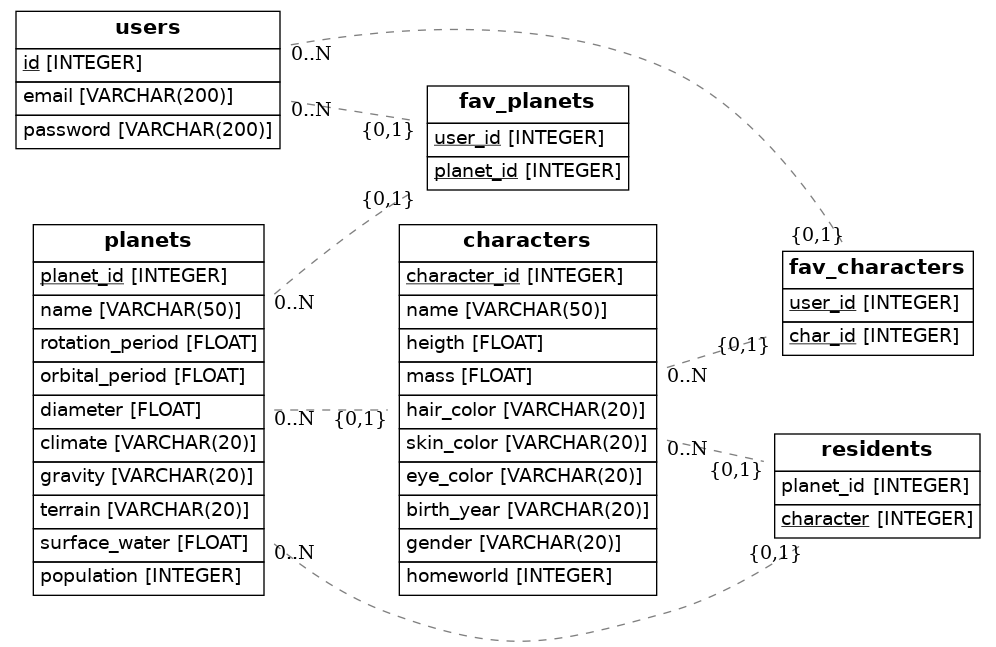 users
id [INTEGER]
email [VARCHAR(200)]
password [VARCHAR(200)]
0..N
0..N
{0,1}
fav_planets
user_id [INTEGER]
planet_id [INTEGER]
{0,1}
planets
planet_id [INTEGER]
name [VARCHAR(50)]
rotation_period [FLOAT]
orbital_period [FLOAT]
diameter [FLOAT]
climate [VARCHAR(20)]
gravity [VARCHAR(20)]
terrain [VARCHAR(20)]
surface_water [FLOAT]
population [INTEGER]
0..N
0..N
{0,1}
0..N
characters
character_id [INTEGER]
name [VARCHAR(50)]
heigth [FLOAT]
mass [FLOAT]
hair_color [VARCHAR(20)]
skin_color [VARCHAR(20)]
eye_color [VARCHAR(20)]
birth_year [VARCHAR(20)]
gender [VARCHAR(20)]
homeworld [INTEGER]
{0,1}
fav_characters
user_id [INTEGER]
char_id [INTEGER]
{0,1}
0..N
0..N
{0,1}
residents
planet_id [INTEGER]
character [INTEGER]
{0,1}